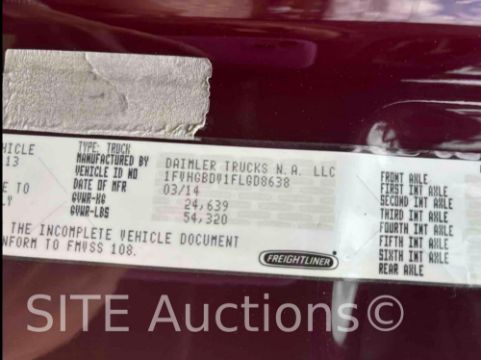 HICLE
13
E TO
LY
TYPE: TRUCK
MANUFACTURED BY DAIMLER TRUCKS N.A. LLC
VEHICLE ID NO 1FVHGBDV1FLGD8638
DATE OF MFR 03/14
GVWR-KG 24,639
GVWR-LBS 54,320
THE INCOMPLETE VEHICLE DOCUMENT
NFORM TO FMVSS 108.
FREIGHTLINER
FRONT AXLE
FIRST INT AXLE
SECOND INT AXLE
THIRD INT AXLE
FOURTH INT AXLE
FIFTH INT AXLE
SIXTH INT AXLE
REAR AXLE
SITE Auctions©